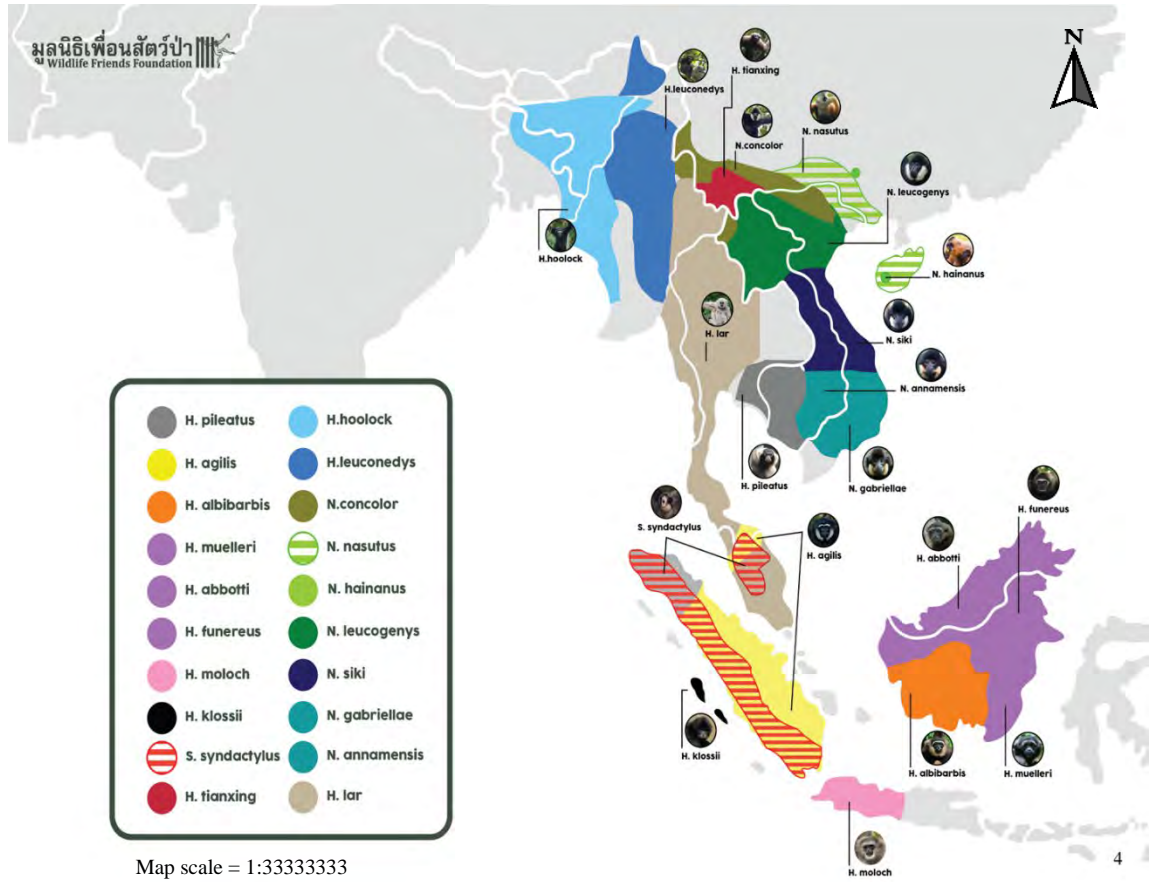 มูลนิธิเพื่อนสัตว์ป่า
Wildlife Friends Foundation
N
H. tianxing
H.leuconedys
N. nasutus
N.concolor
N. leucogenys
H.hoolock
N. hainanus
H. lar
N. siki
N. annamensis
H. pileatus
N. gabriellae
H. funereus
S. syndactylus
H. agilis
H. abbotti
H. klossii
H. albibarbis
H. muelleri
H. moloch
H. pileatus
H.hoolock
H. agilis
H.leuconedys
H. albibarbis
N.concolor
H. muelleri
N. nasutus
H. abbotti
N. hainanus
H. funereus
N. leucogenys
H. moloch
N. siki
H. klossii
N. gabriellae
S. syndactylus
N. annamensis
H. tianxing
H. lar
Map scale = 1:33333333
4